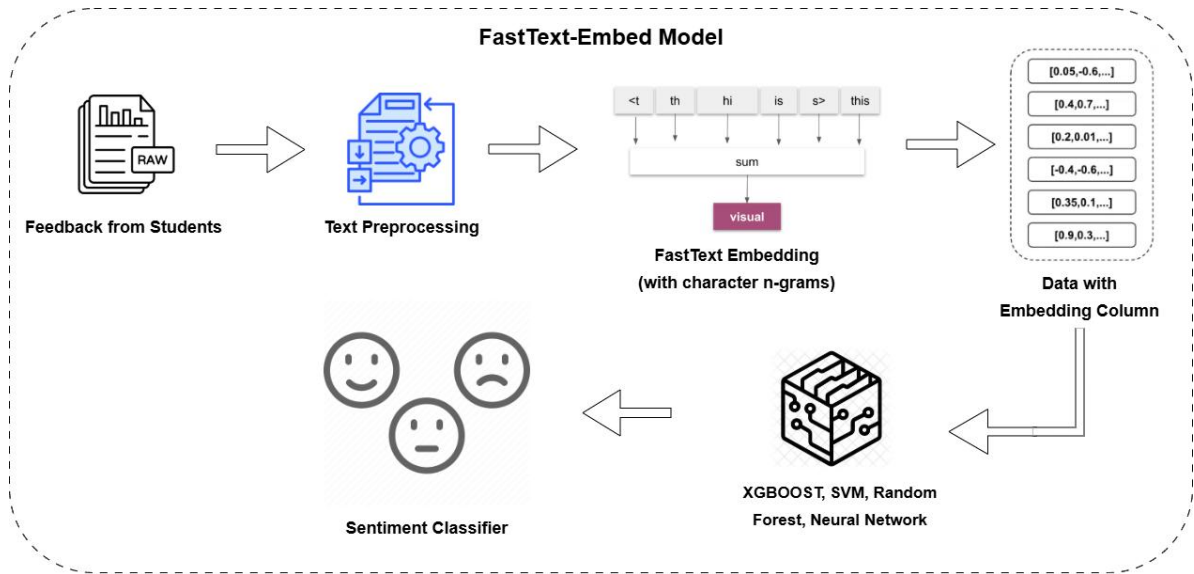 FastText-Embed Model
RAW
Feedback from Students
Text Preprocessing
<t th hi is s> this
sum
visual
FastText Embedding
(with character n-grams)
[0.05,-0.6,...]
[0.4,0.7,...]
[0.2,0.01,...]
[-0.4,-0.6,...]
[0.35,0.1,...]
[0.9,0.3,...]
Data with
Embedding Column
XGBOOST, SVM, Random
Forest, Neural Network
Sentiment Classifier